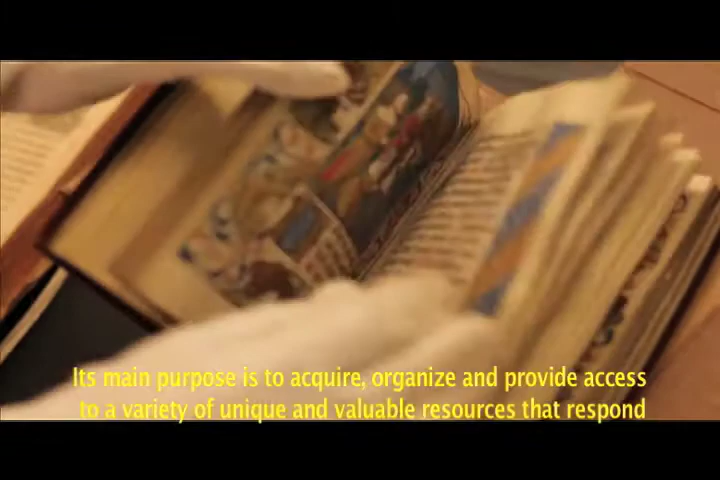 Its main purpose is to acquire, organize and provide access
to a variety of unique and valuable resources that respond